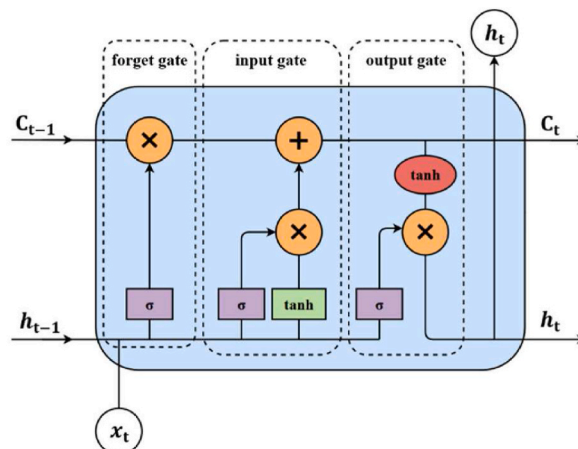 h_t
forget gate
input gate
output gate
C_{t-1}
×
+
C_t
tanh
×
×
σ
σ
tanh
σ
h_{t-1}
h_t
x_t